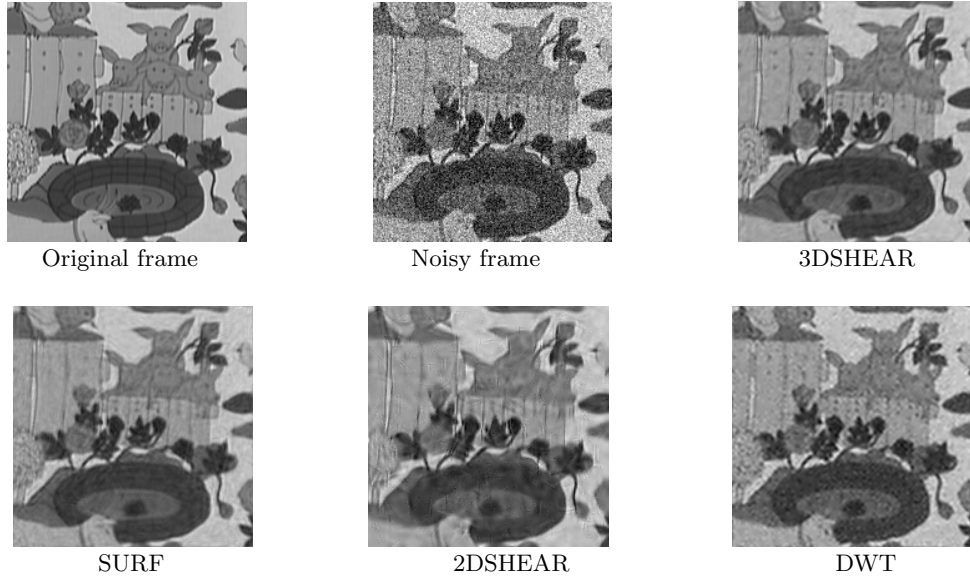 Original frame
Noisy frame
3DSHEAR
SURF
2DSHEAR
DWT